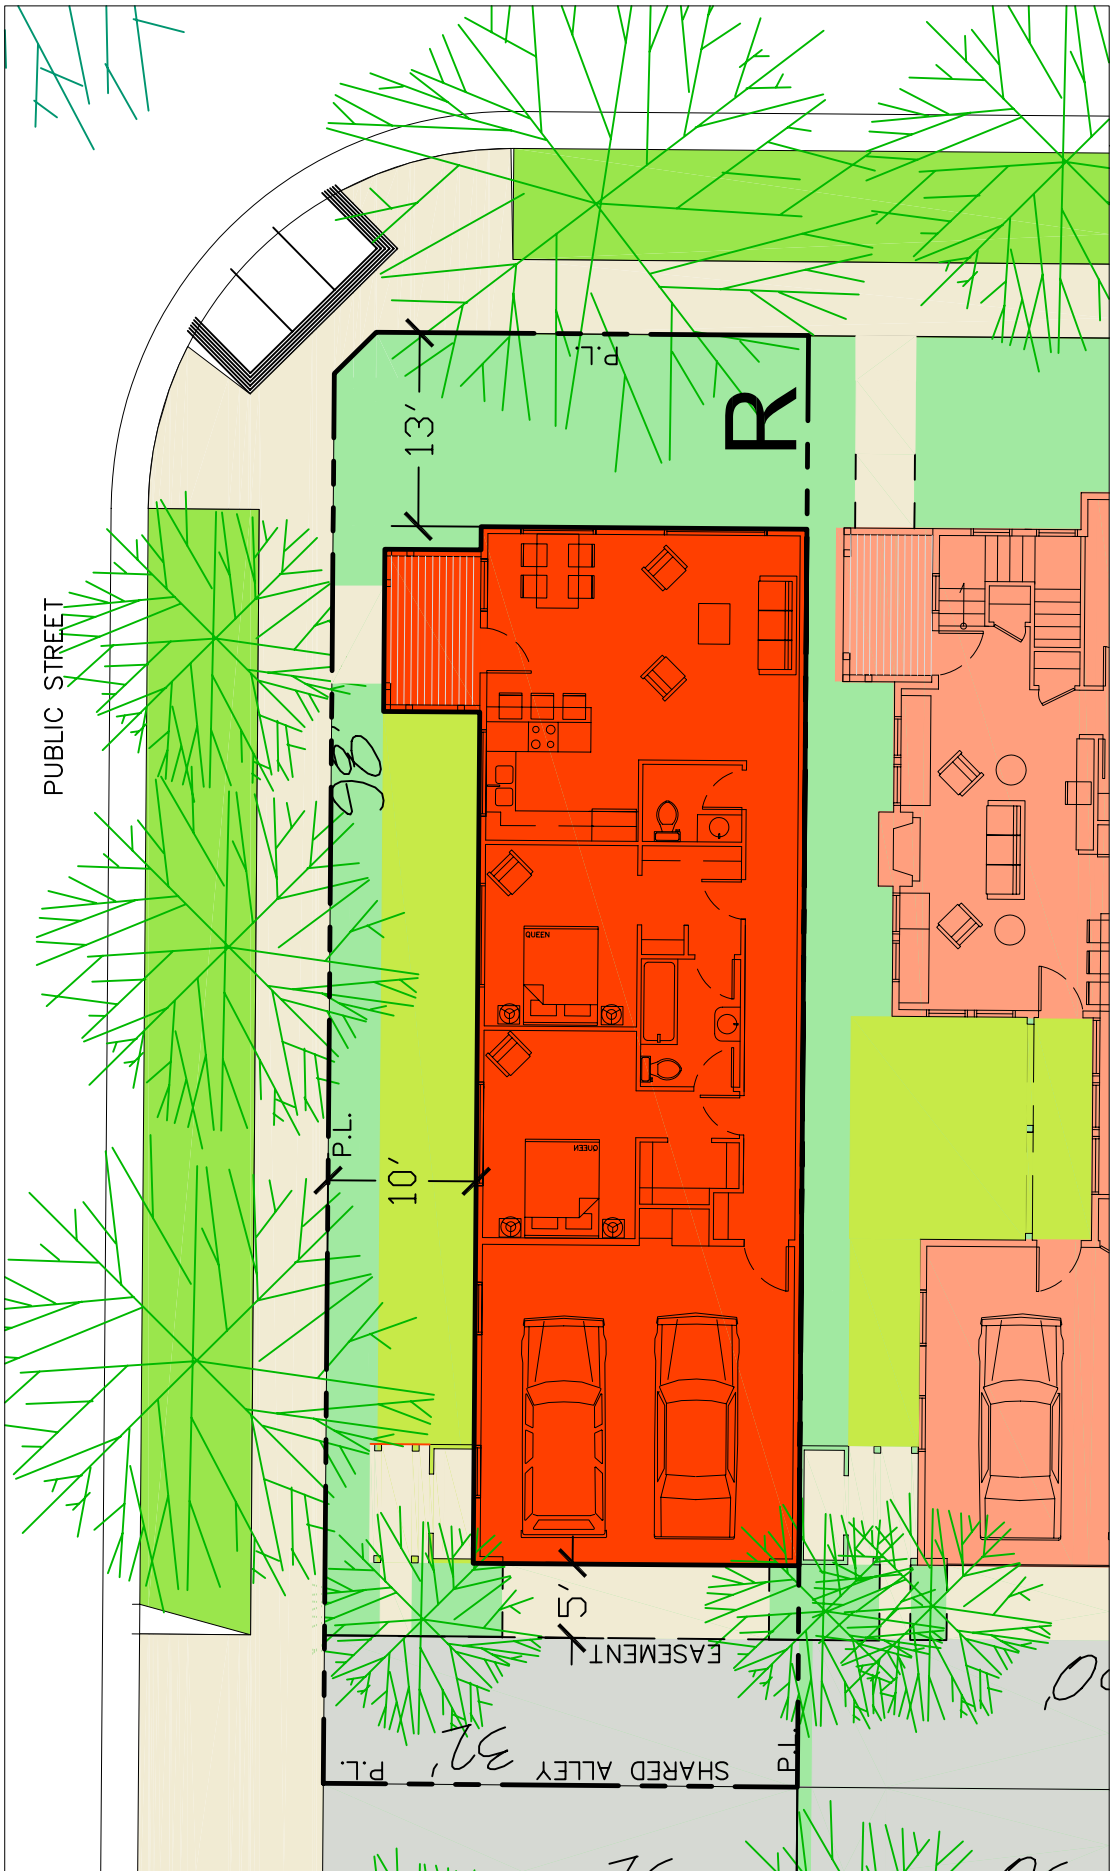 P.L.
13'
R
PUBLIC STREET
98'
QUEEN
P.L.
10'
QUEEN
5'
EASEMENT
32'
P.L.
SHARED ALLEY
P.L.